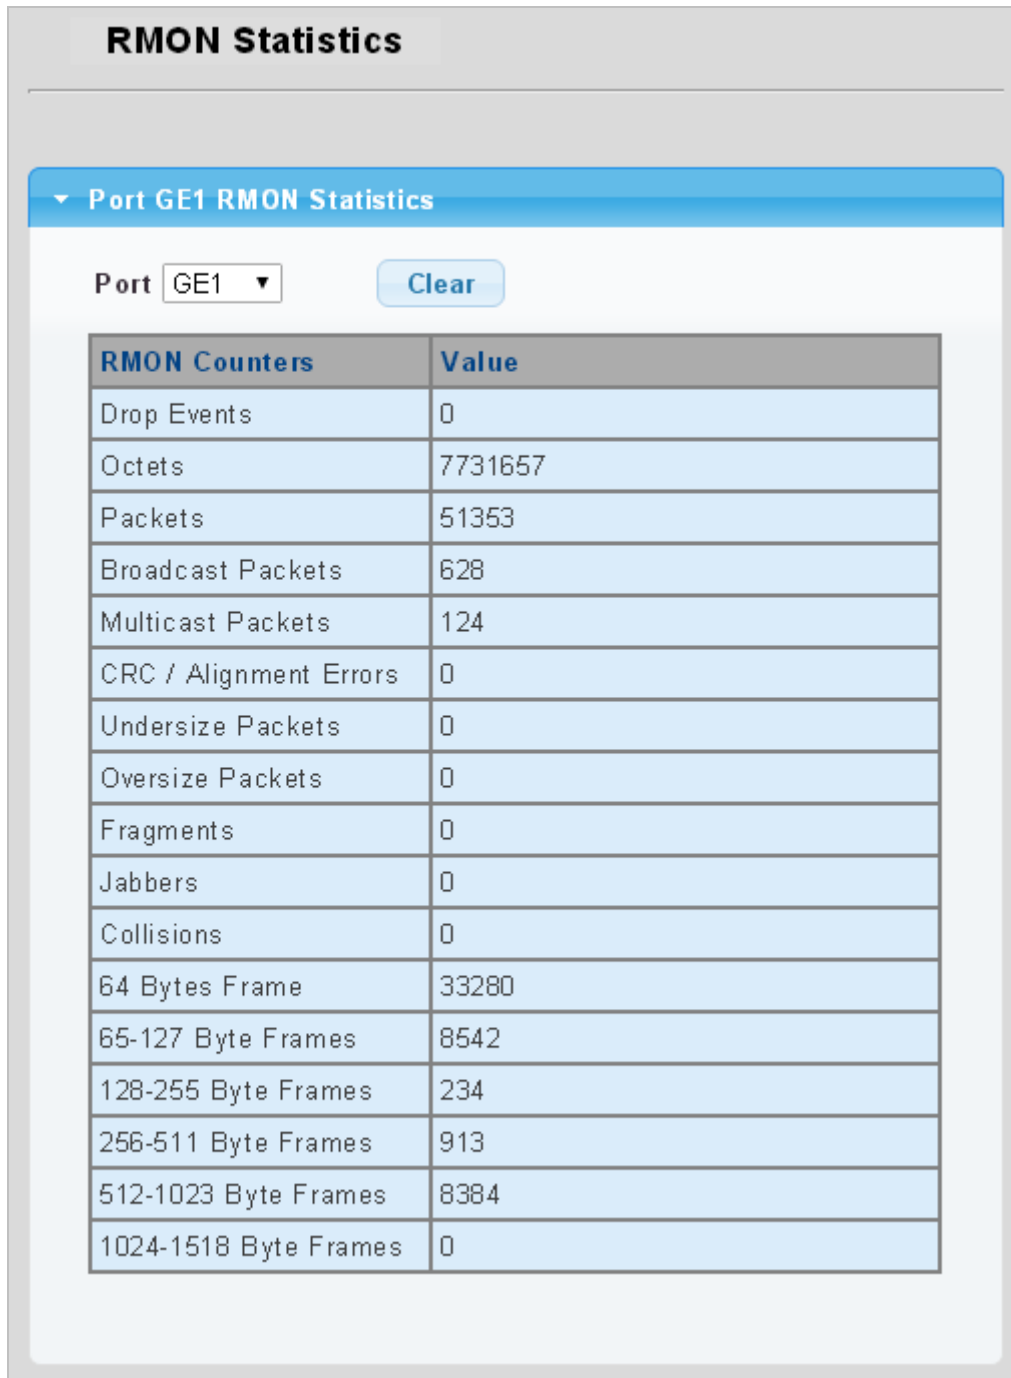 RMON Statistics
Port GE1 RMON Statistics
Port GE1 Clear
RMON Counters Value
Drop Events 0
Octets 7731657
Packets 51353
Broadcast Packets 628
Multicast Packets 124
CRC / Alignment Errors 0
Undersize Packets 0
Oversize Packets 0
Fragments 0
Jabbers 0
Collisions 0
64 Bytes Frame 33280
65-127 Byte Frames 8542
128-255 Byte Frames 234
256-511 Byte Frames 913
512-1023 Byte Frames 8384
1024-1518 Byte Frames 0